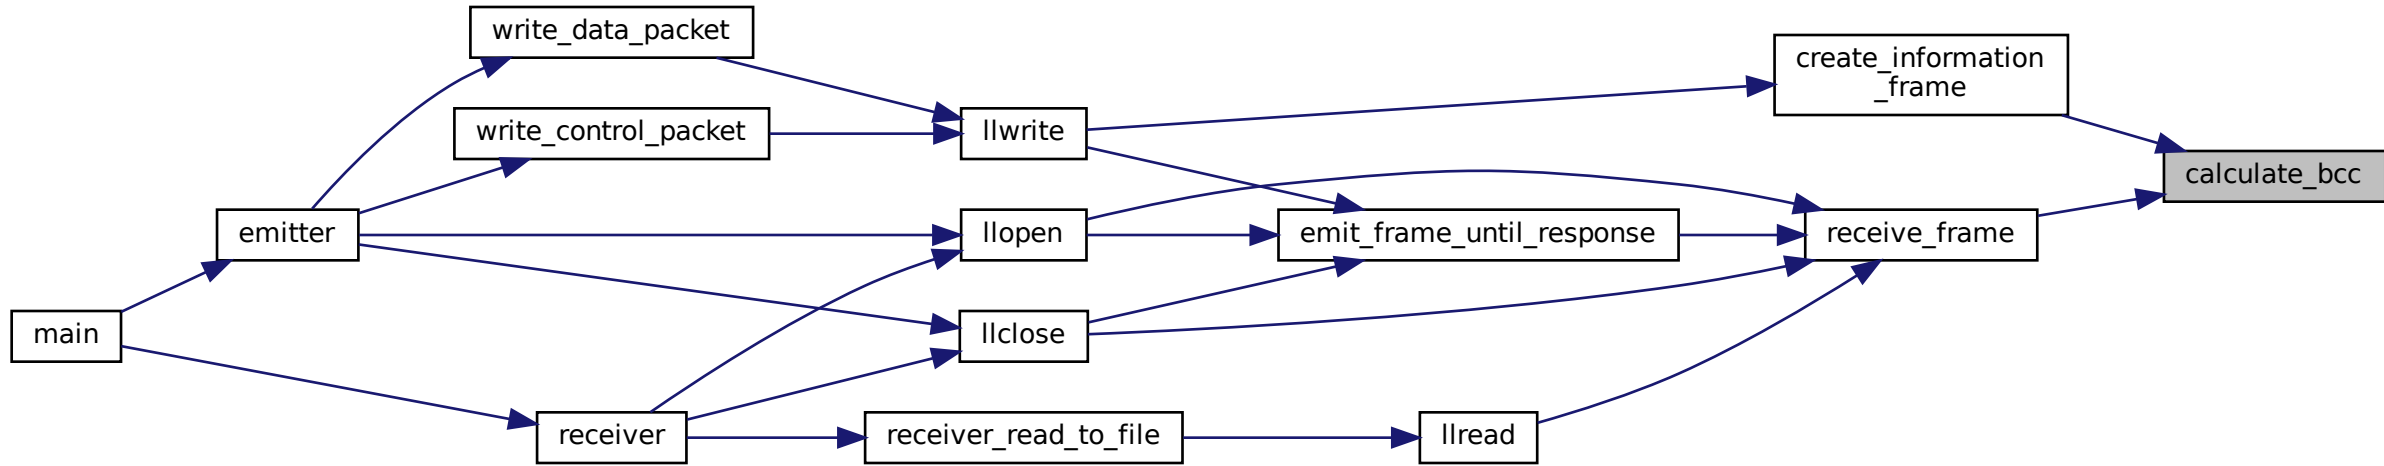 write_data_packet
create_information
_frame
write_control_packet
llwrite
calculate_bcc
emitter
llopen
emit_frame_until_response
receive_frame
main
llclose
receiver
receiver_read_to_file
llread